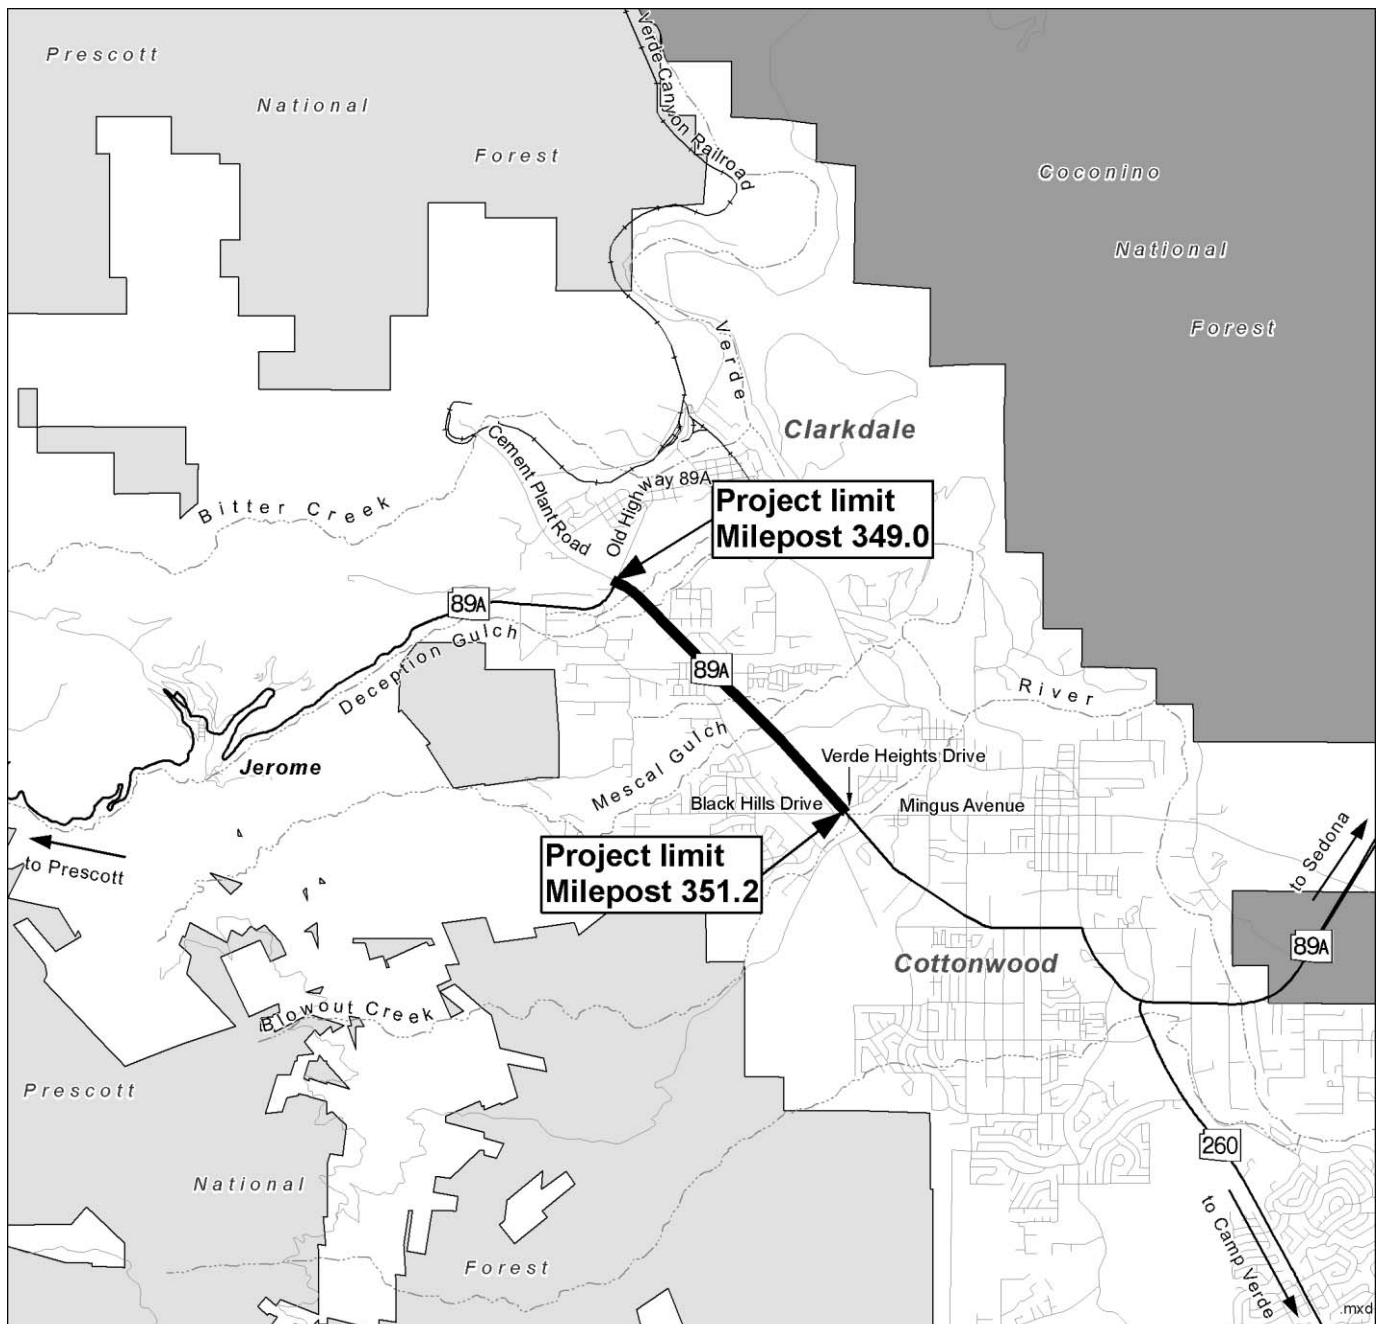 Prescott
National
Forest
Verde Canyon Railroad
Coconino
National
Forest
Verde
Clarkdale
Cement Plant Road
Old Highway 89A
Bitter Creek
Project limit
Milepost 349.0
89A
Deception Gulch
89A
River
Jerome
Mescal Gulch
Verde Heights Drive
Black Hills Drive
Mingus Avenue
to Prescott
Project limit
Milepost 351.2
to Sedona
89A
Cottonwood
Blowout Creek
Prescott
National
Forest
260
to Camp Verde
.mxd